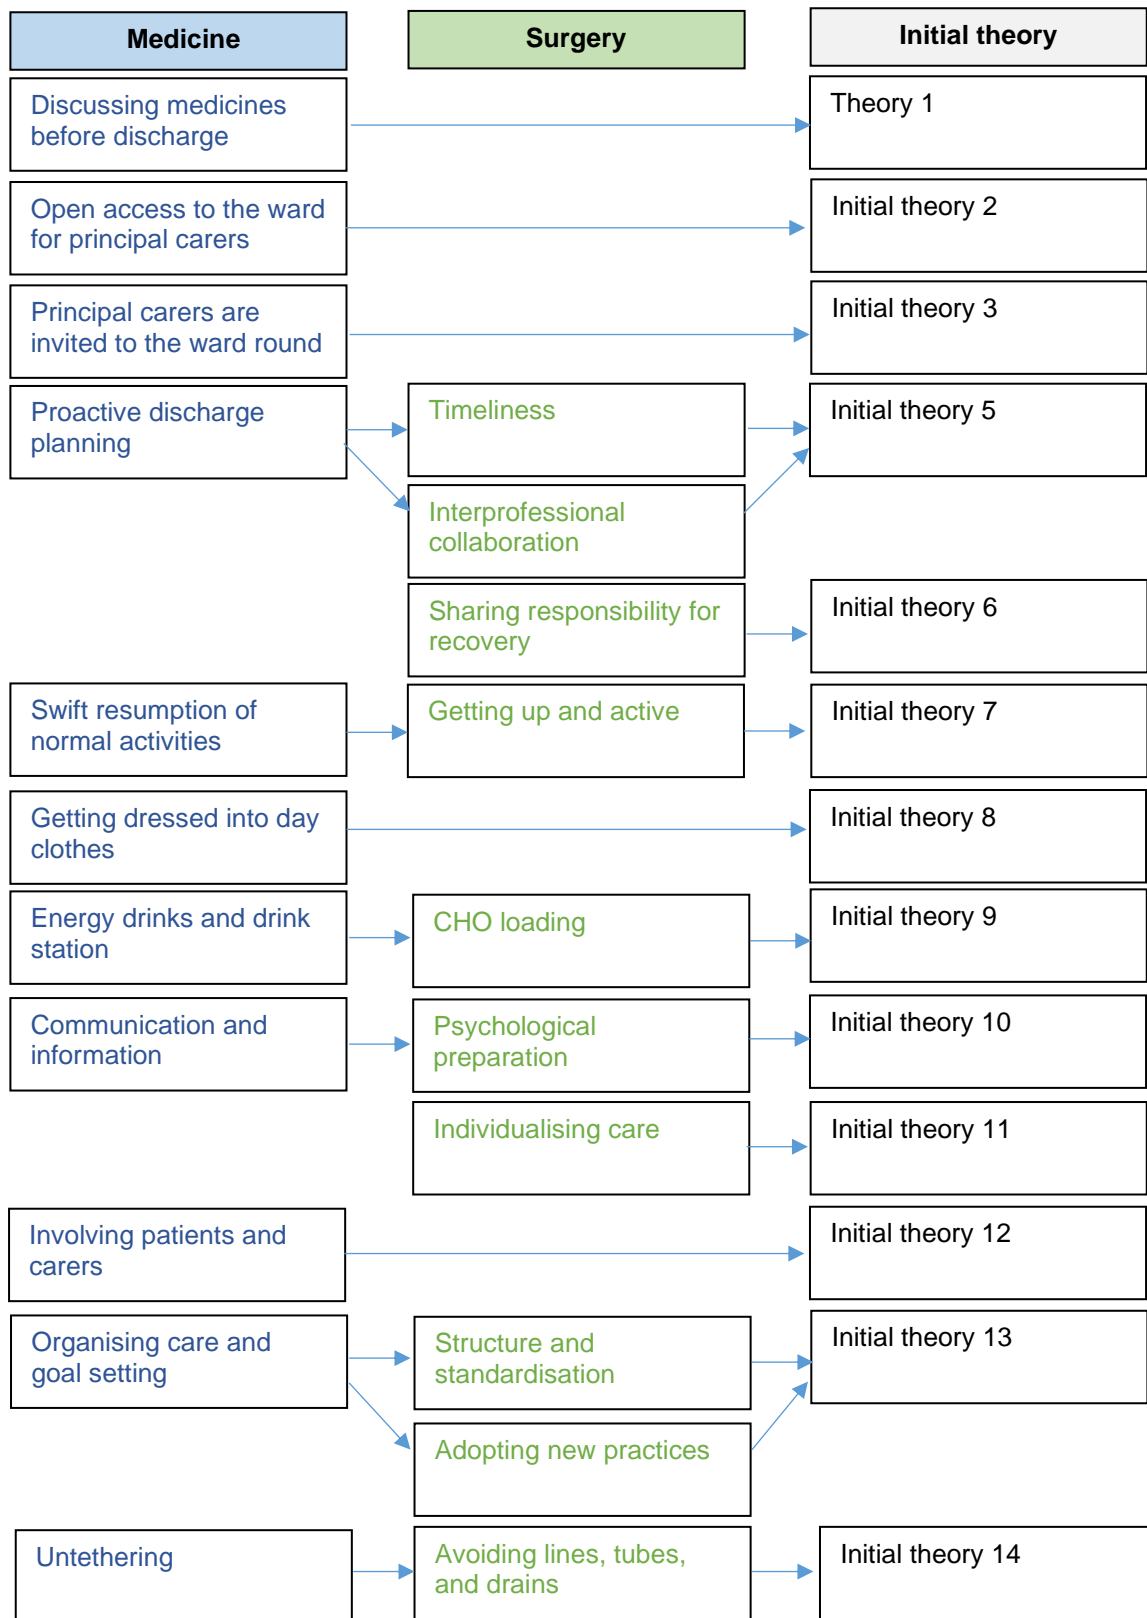 Medicine
Surgery
Initial theory
Discussing medicines
before discharge
Theory 1
Open access to the ward
for principal carers
Initial theory 2
Principal carers are
invited to the ward round
Initial theory 3
Proactive discharge
planning
Timeliness
Initial theory 5
Interprofessional
collaboration
Sharing responsibility for
recovery
Initial theory 6
Swift resumption of
normal activities
Getting up and active
Initial theory 7
Getting dressed into day
clothes
Initial theory 8
Energy drinks and drink
station
CHO loading
Initial theory 9
Communication and
information
Psychological
preparation
Initial theory 10
Individualising care
Initial theory 11
Involving patients and
carers
Initial theory 12
Organising care and
goal setting
Structure and
standardisation
Initial theory 13
Adopting new practices
Untethering
Avoiding lines, tubes,
and drains
Initial theory 14